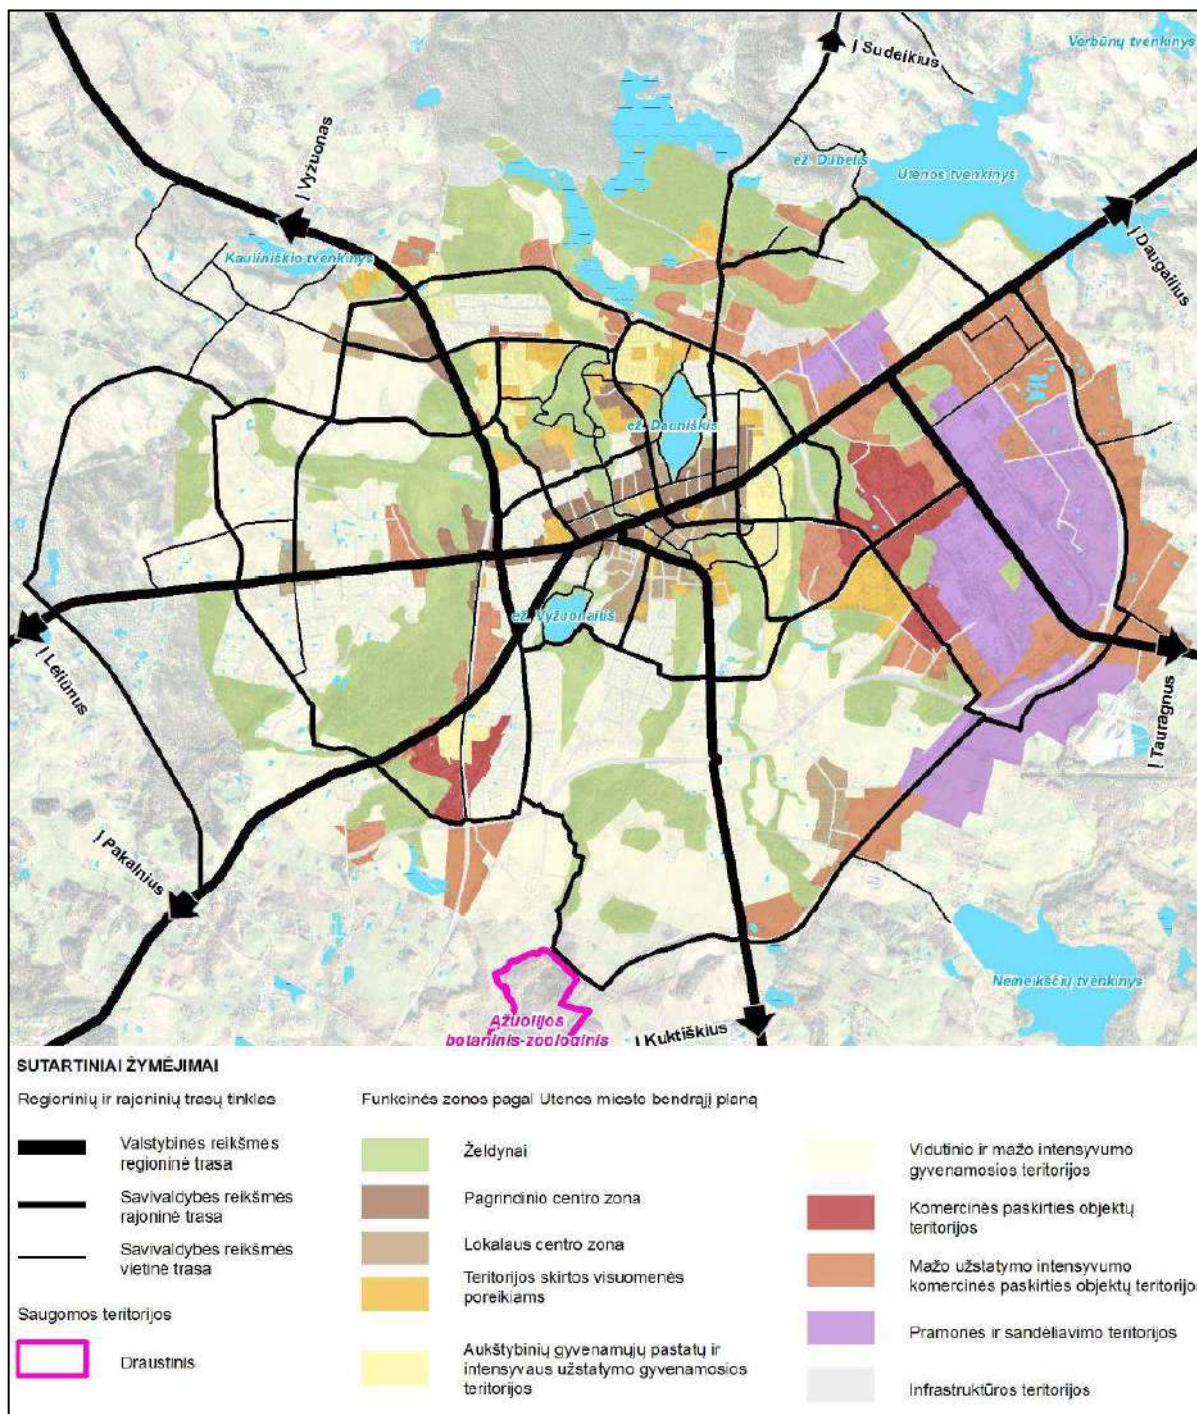 Verbūnų tvenkinys
Į Sudeikius
Į Vyžuonas
ež. Dubelis
Utenos tvenkinys
Kauliniškio tvenkinys
Į Daugailius
ež. Dauniškis
ež. Vyžuonaitis
Į Leliūnus
Į Tauragnus
Į Pakalnius
Nemeikščių tvenkinys
Ąžuolijos
botaninis-zoologinis
Į Kuktiškius
SUTARTINIAI ŽYMĖJIMAI
Regioninių ir rajoninių trasų tinklas
Valstybinės reikšmės
regioninė trasa
Savivaldybės reikšmės
rajoninė trasa
Savivaldybės reikšmės
vietinė trasa
Saugomos teritorijos
Draustinis
Funkcinės zonos pagal Utenos miesto bendrąjį planą
Želdynai
Pagrindinio centro zona
Lokalaus centro zona
Teritorijos skirtos visuomenės
poreikiams
Aukštybinių gyvenamųjų pastatų ir
intensyvaus užstatymo gyvenamosios
teritorijos
Vidutinio ir mažo intensyvumo
gyvenamosios teritorijos
Komercinės paskirties objektų
teritorijos
Mažo užstatymo intensyvumo
komercinės paskirties objektų teritorijos
Pramonės ir sandėliavimo teritorijos
Infrastruktūros teritorijos